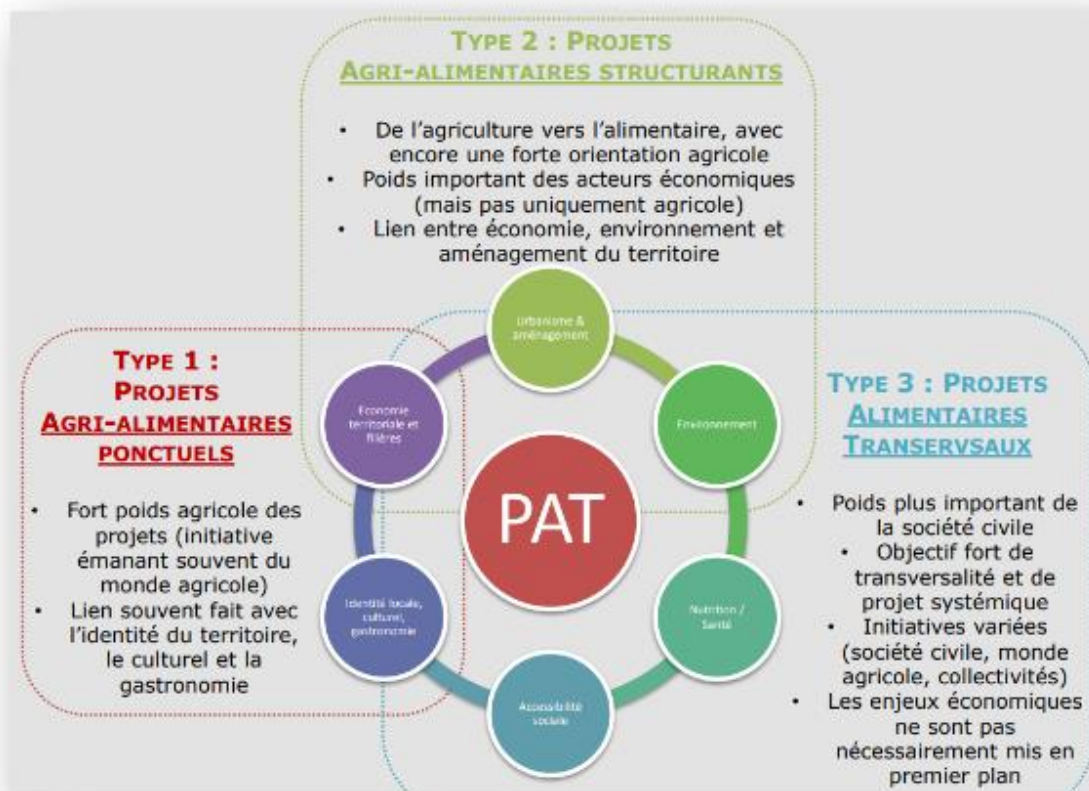 TYPE 2 : PROJETS
AGRI-ALIMENTAIRES STRUCTURANTS
• De l'agriculture vers l'alimentaire, avec
encore une forte orientation agricole
• Poids important des acteurs économiques
(mais pas uniquement agricole)
• Lien entre économie, environnement et
aménagement du territoire
TYPE 1 :
PROJETS
AGRI-ALIMENTAIRES
PONCTUELS
• Fort poids agricole des
projets (initiative
émanant souvent du
monde agricole)
• Lien souvent fait avec
l'identité du territoire,
le culturel et la
gastronomie
Urbanisme &
aménagement
Economie
territoriale et
filières
Environnement
PAT
Identité locale,
culturel,
gastronomie
Nutrition /
Santé
Accessibilité
sociale
TYPE 3 : PROJETS
ALIMENTAIRES
TRANSERVSAUX
• Poids plus important de
la société civile
• Objectif fort de
transversalité et de
projet systémique
• Initiatives variées
(société civile, monde
agricole, collectivités)
• Les enjeux économiques
ne sont pas
nécessairement mis en
premier plan